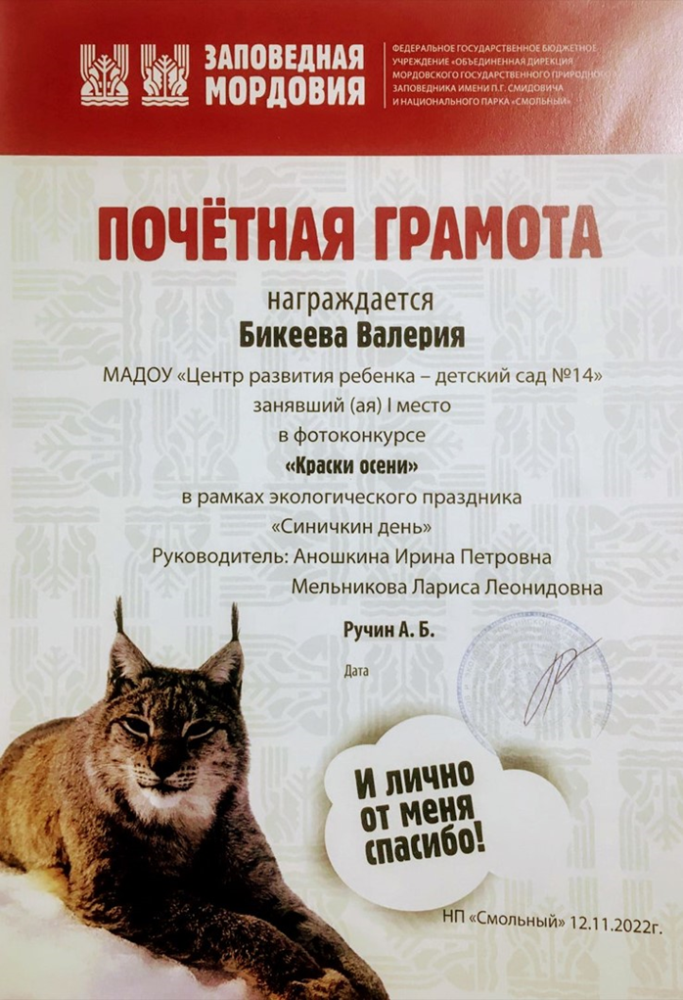 ЗАПОВЕДНАЯ
МОРДОВИЯ
ФЕДЕРАЛЬНОЕ ГОСУДАРСТВЕННОЕ БЮДЖЕТНОЕ
УЧРЕЖДЕНИЕ «ОБЪЕДИНЕННАЯ ДИРЕКЦИЯ
МОРДОВСКОГО ГОСУДАРСТВЕННОГО ПРИРОДНОГО
ЗАПОВЕДНИКА ИМЕНИ П.Г. СМИДОВИЧА
И НАЦИОНАЛЬНОГО ПАРКА «СМОЛЬНЫЙ»
ПОЧЁТНАЯ ГРАМОТА
награждается
Бикеева Валерия
МАДОУ «Центр развития ребенка – детский сад №14»
занявший (ая) I место
в фотоконкурсе
«Краски осени»
в рамках экологического праздника
«Синичкин день»
Руководитель: Аношкина Ирина Петровна
Мельникова Лариса Леонидовна
Ручин А. Б.
Дата
И лично
от меня
спасибо!
НП «Смольный» 12.11.2022г.